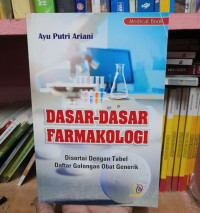 Medical Book
Ayu Putri Ariani
DASAR-DASAR
FARMAKOLOGI
Disertai Dengan Tabel
Daftar Golongan Obat Generik